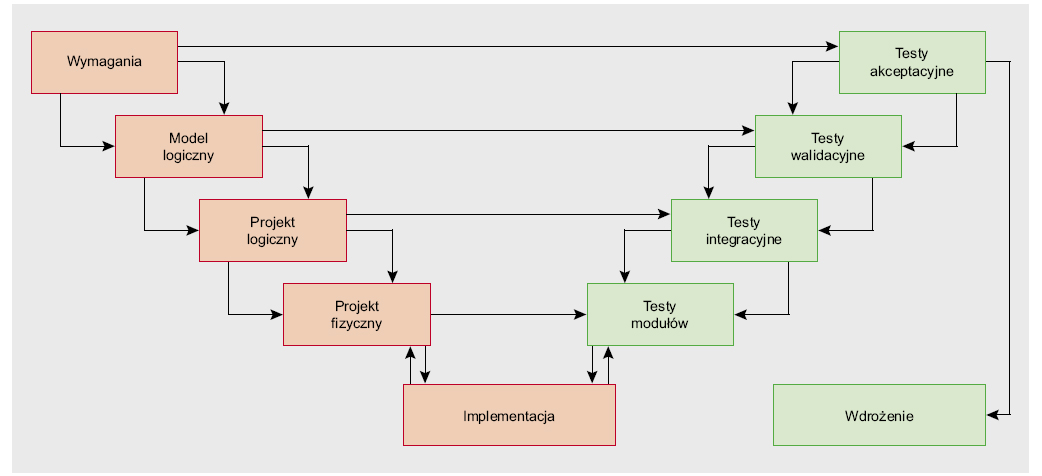 Wymagania
Testy
akceptacyjne
Model
logiczny
Testy
walidacyjne
Projekt
logiczny
Testy
integracyjne
Projekt
fizyczny
Testy
modułów
Implementacja
Wdrożenie